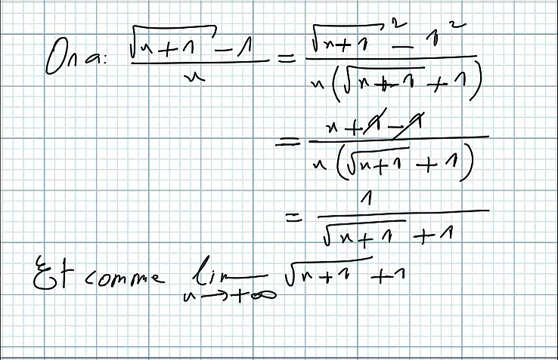 On a: (√(n+1) - 1)/n = (√(n+1)² - 1²)/(n(√(n+1) + 1))
= (n+1-1)/(n(√(n+1) + 1))
= 1/(√(n+1) + 1)
Et comme lim n→+∞ √(n+1) + 1